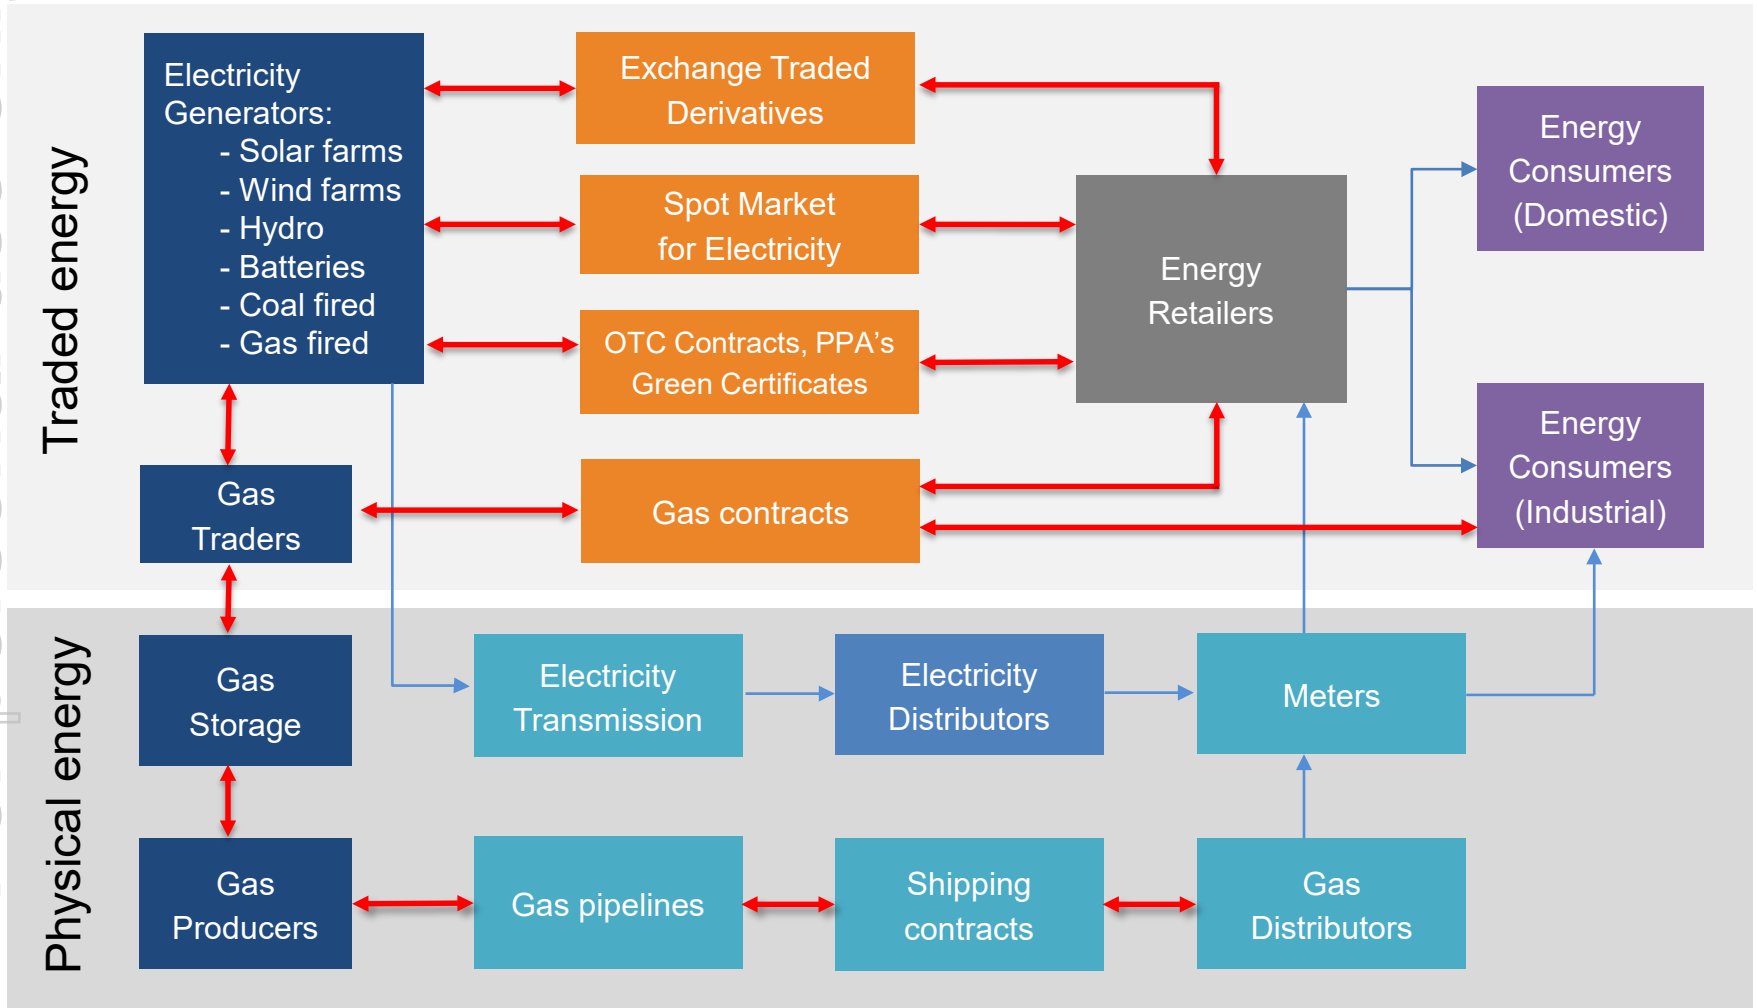 Traded energy
Electricity
Generators:
- Solar farms
- Wind farms
- Hydro
- Batteries
- Coal fired
- Gas fired
Exchange Traded
Derivatives
Spot Market
for Electricity
OTC Contracts, PPA’s
Green Certificates
Gas contracts
Energy
Retailers
Energy
Consumers
(Domestic)
Energy
Consumers
(Industrial)
Gas
Traders
Physical energy
Gas
Storage
Electricity
Transmission
Electricity
Distributors
Meters
Gas
Producers
Gas pipelines
Shipping
contracts
Gas
Distributors